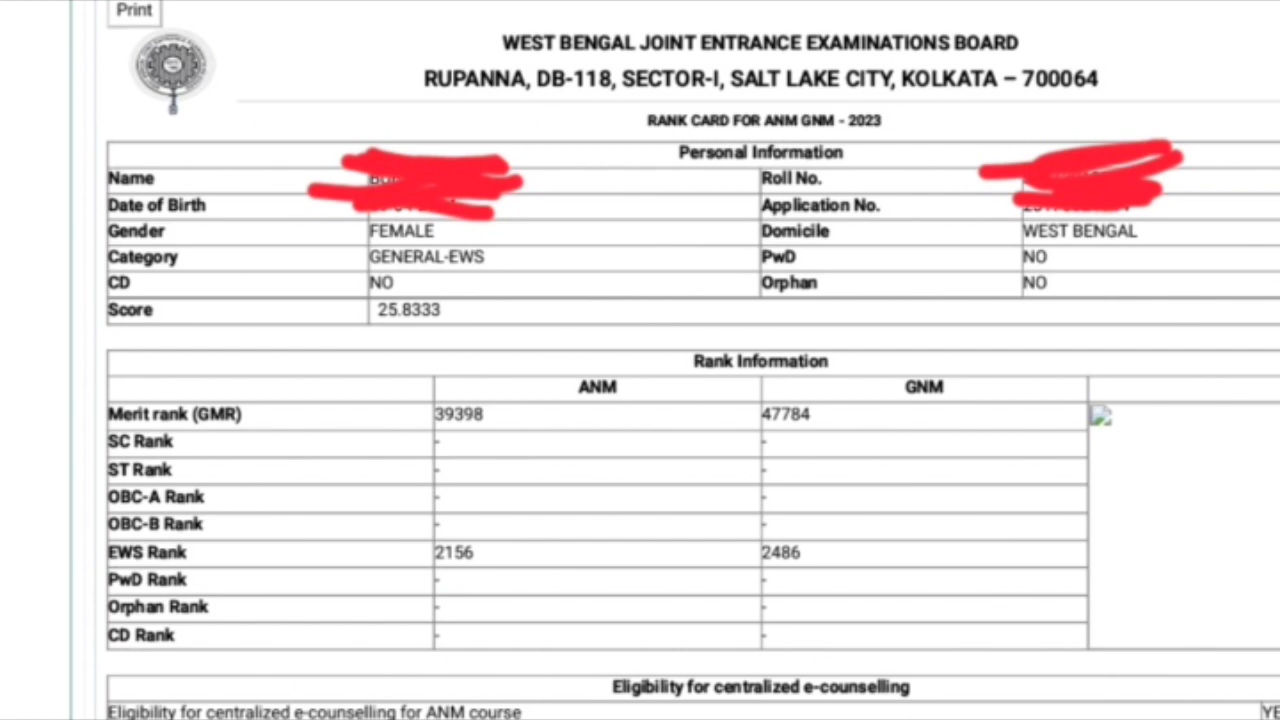 Print
WEST BENGAL JOINT ENTRANCE EXAMINATIONS BOARD
RUPANNA, DB-118, SECTOR-I, SALT LAKE CITY, KOLKATA – 700064
RANK CARD FOR ANM GNM - 2023
Personal Information
Name Roll No.
Date of Birth Application No.
Gender FEMALE Domicile WEST BENGAL
Category GENERAL-EWS PwD NO
CD NO Orphan NO
Score 25.8333
Rank Information
ANM GNM
Merit rank (GMR) 39398 47784
SC Rank - -
ST Rank - -
OBC-A Rank - -
OBC-B Rank - -
EWS Rank 2156 2486
PwD Rank - -
Orphan Rank - -
CD Rank - -
Eligibility for centralized e-counselling
Eligibility for centralized e-counselling for ANM course